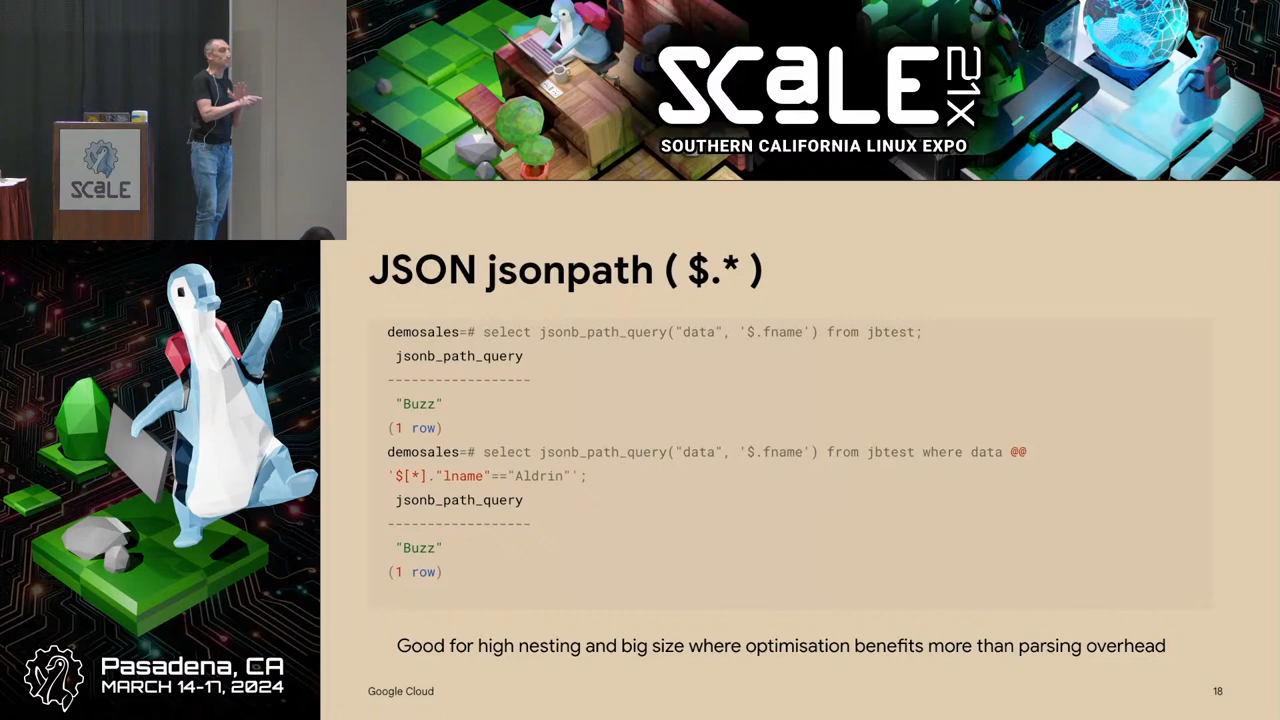 SCaLE
21X
SOUTHERN CALIFORNIA LINUX EXPO
SCaLE
JSON jsonpath ( $.* )
demosales=# select jsonb_path_query("data", '$.fname') from jbtest;
jsonb_path_query
-----------------
"Buzz"
(1 row)
demosales=# select jsonb_path_query("data", '$.fname') from jbtest where data @@
'$[*]."lname"=="Aldrin"';
jsonb_path_query
-----------------
"Buzz"
(1 row)
Good for high nesting and big size where optimisation benefits more than parsing overhead
Google Cloud
18
Pasadena, CA
MARCH 14-17, 2024